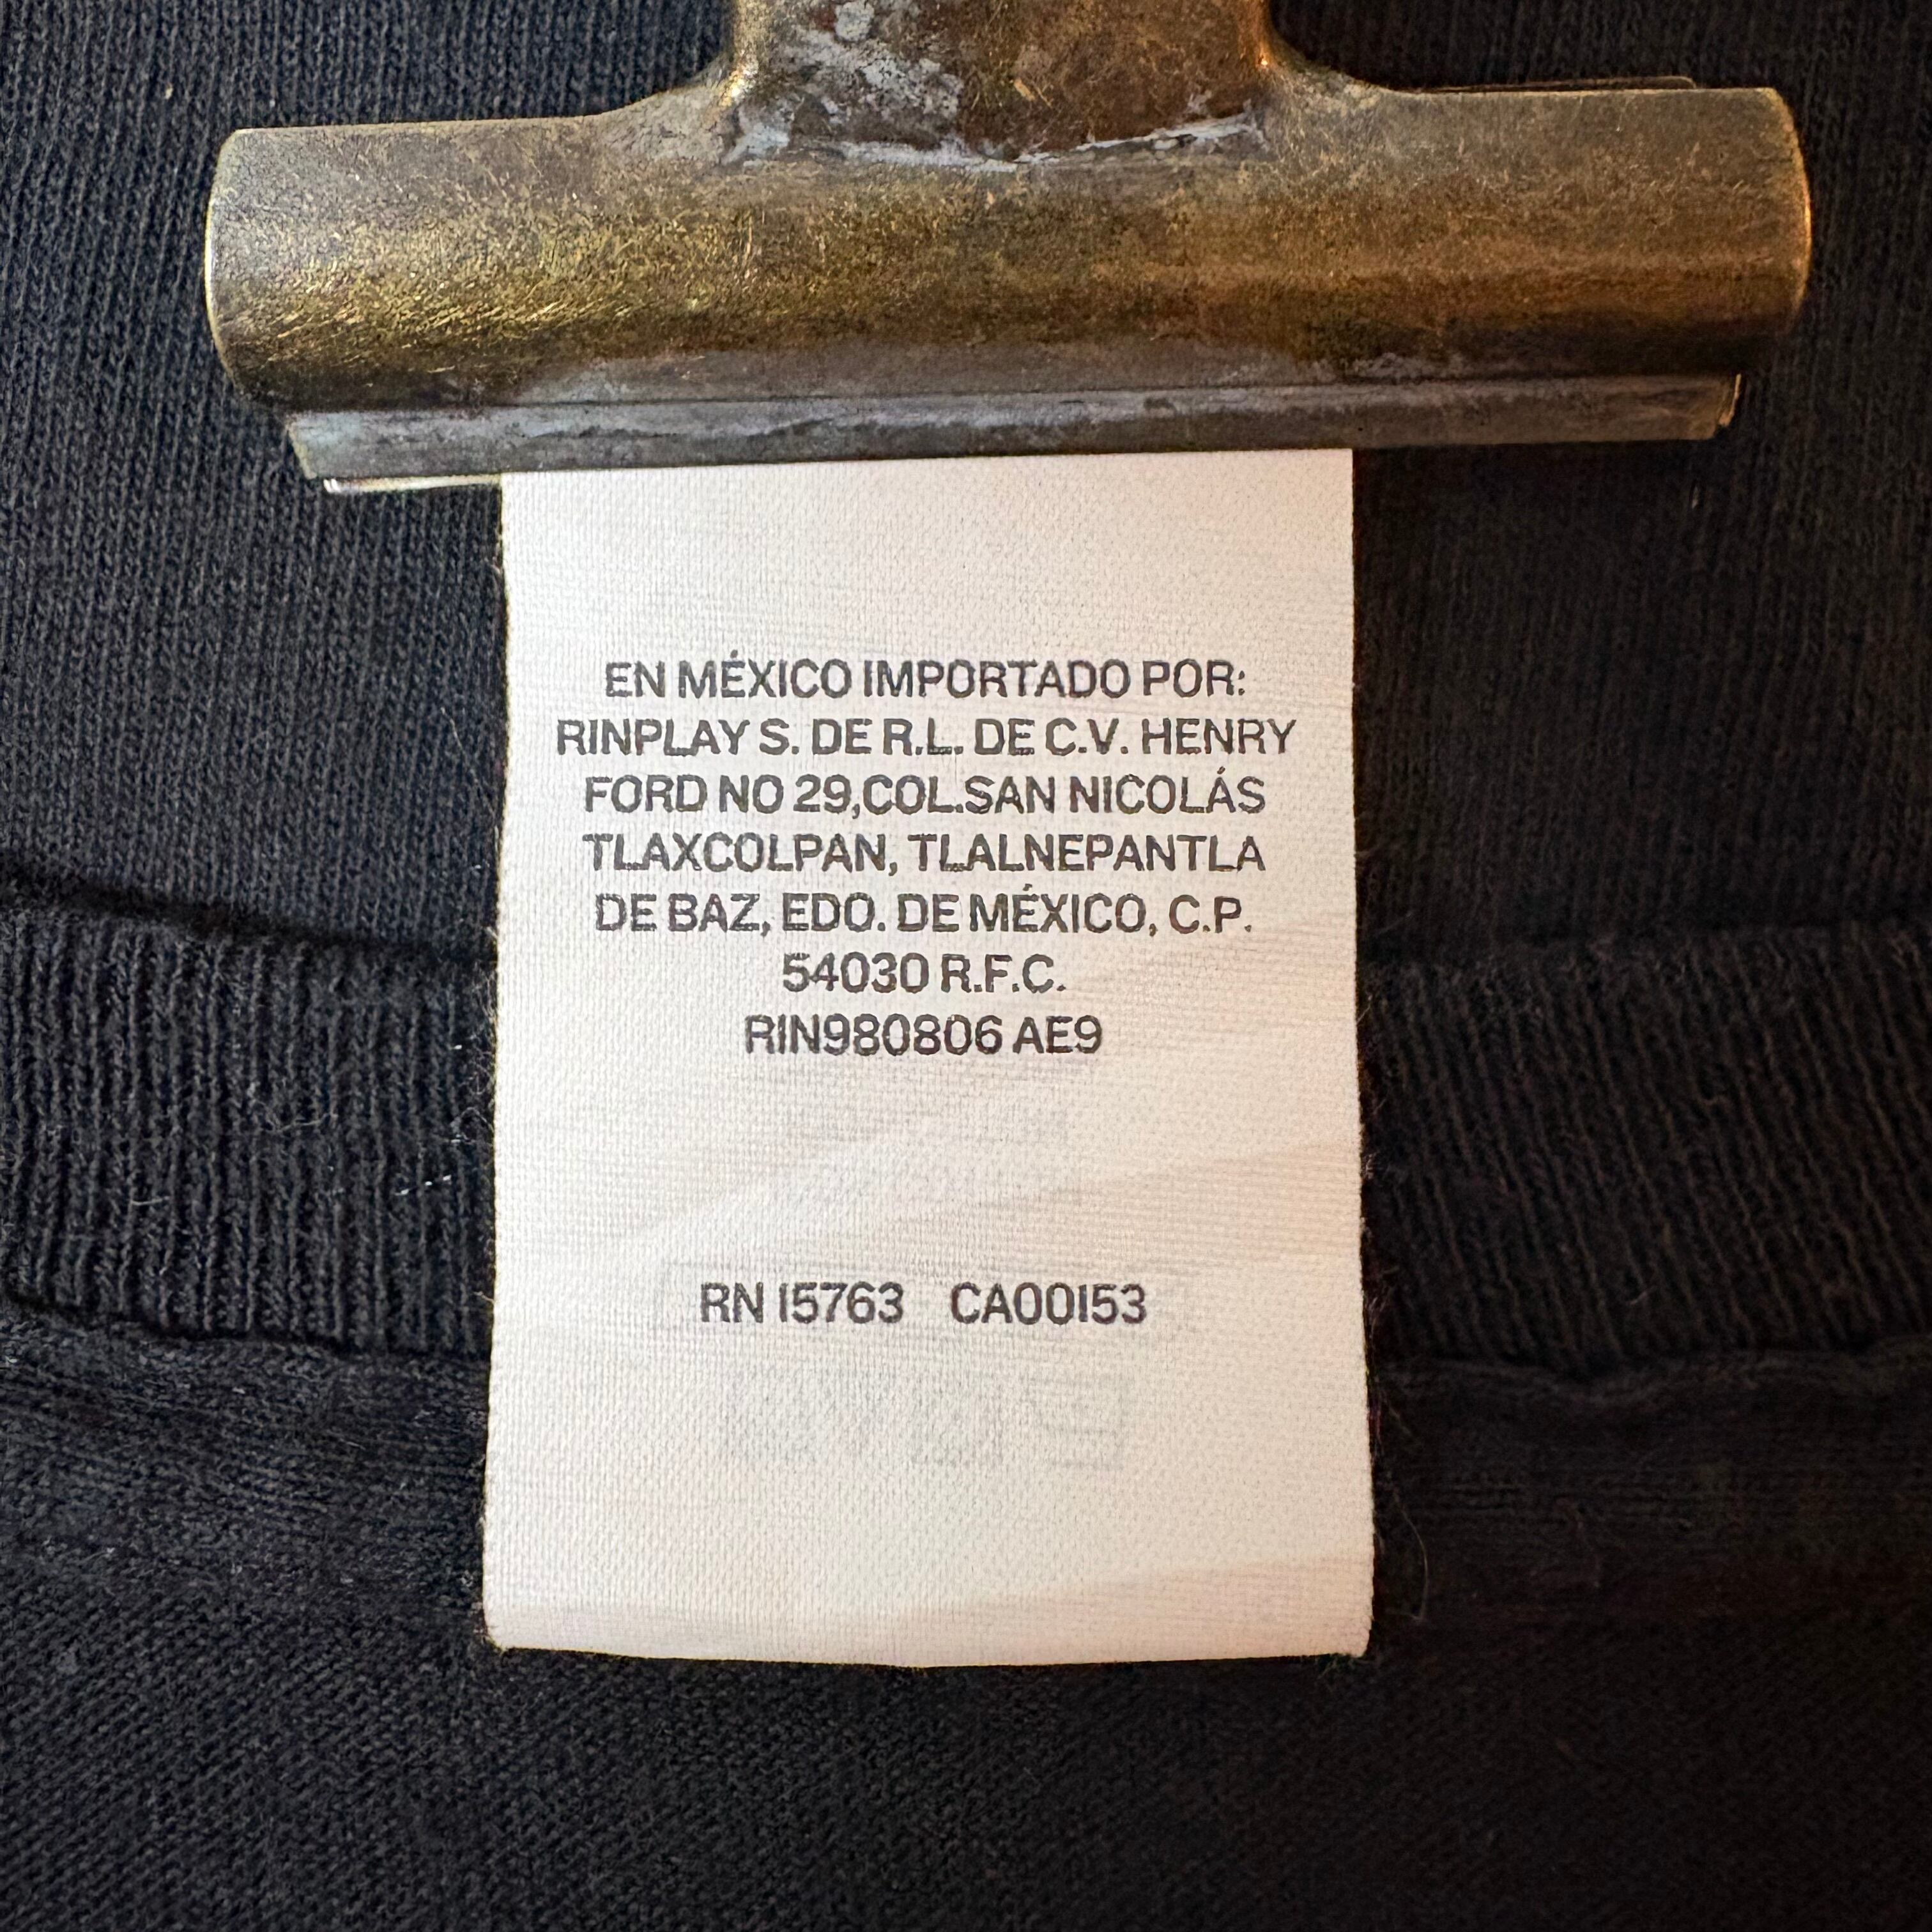 EN MÉXICO IMPORTADO POR:
RINPLAY S. DE R.L. DE C.V. HENRY
FORD NO 29,COL.SAN NICOLÁS
TLAXCOLPAN, TLALNEPANTLA
DE BAZ, EDO. DE MÉXICO, C.P.
54030 R.F.C.
RIN980806 AE9
RN 15763 CA00153